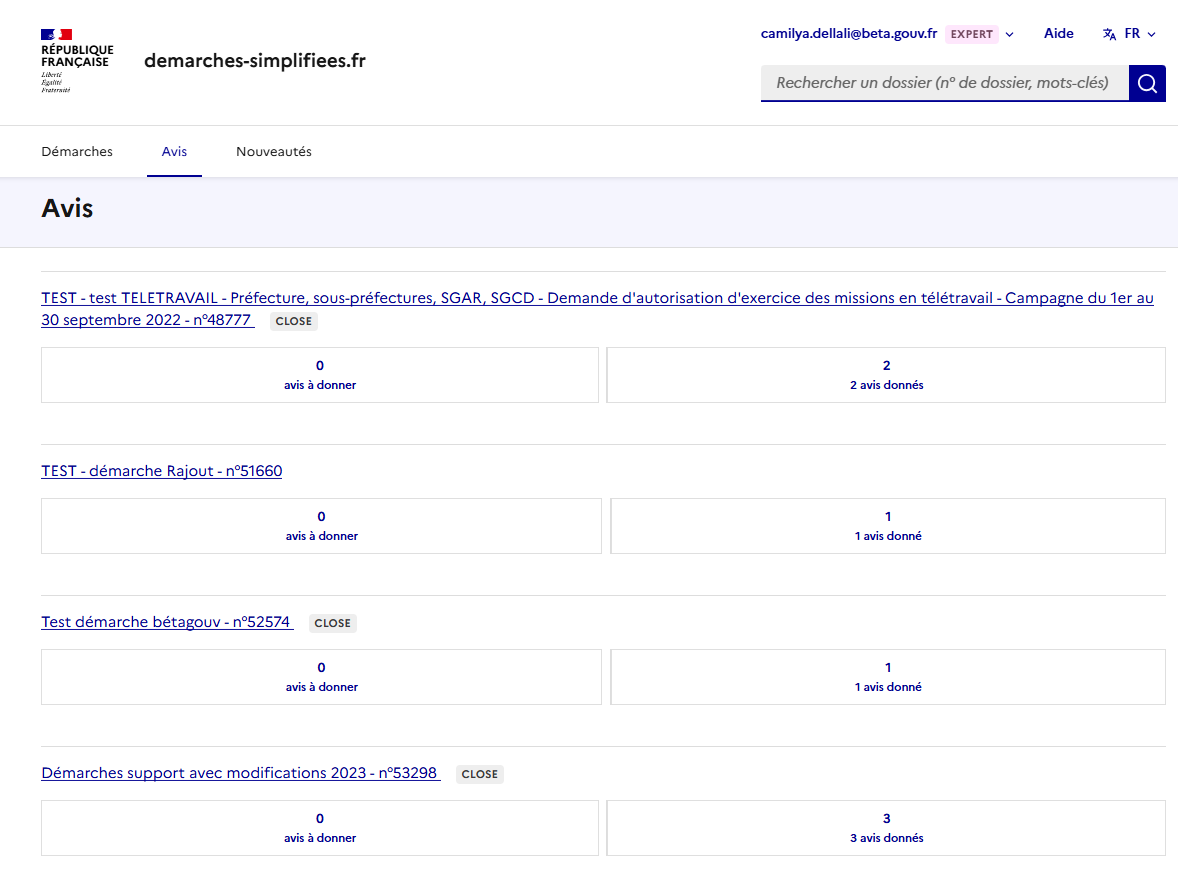 RÉPUBLIQUE
FRANÇAISE
Liberté
Égalité
Fraternité
demarches-simplifiees.fr
camilya.dellali@beta.gouv.fr EXPERT Aide FR
Rechercher un dossier (nº de dossier, mots-clés)
Démarches Avis Nouveautés
Avis
TEST - test TELETRAVAIL - Préfecture, sous-préfectures, SGAR, SGCD - Demande d'autorisation d'exercice des missions en télétravail - Campagne du 1er au
30 septembre 2022 - nº48777 CLOSE
0 2
avis à donner 2 avis donnés
TEST - démarche Rajout - nº51660
0 1
avis à donner 1 avis donné
Test démarche bétagouv - nº52574 CLOSE
0 1
avis à donner 1 avis donné
Démarches support avec modifications 2023 - nº53298 CLOSE
0 3
avis à donner 3 avis donnés